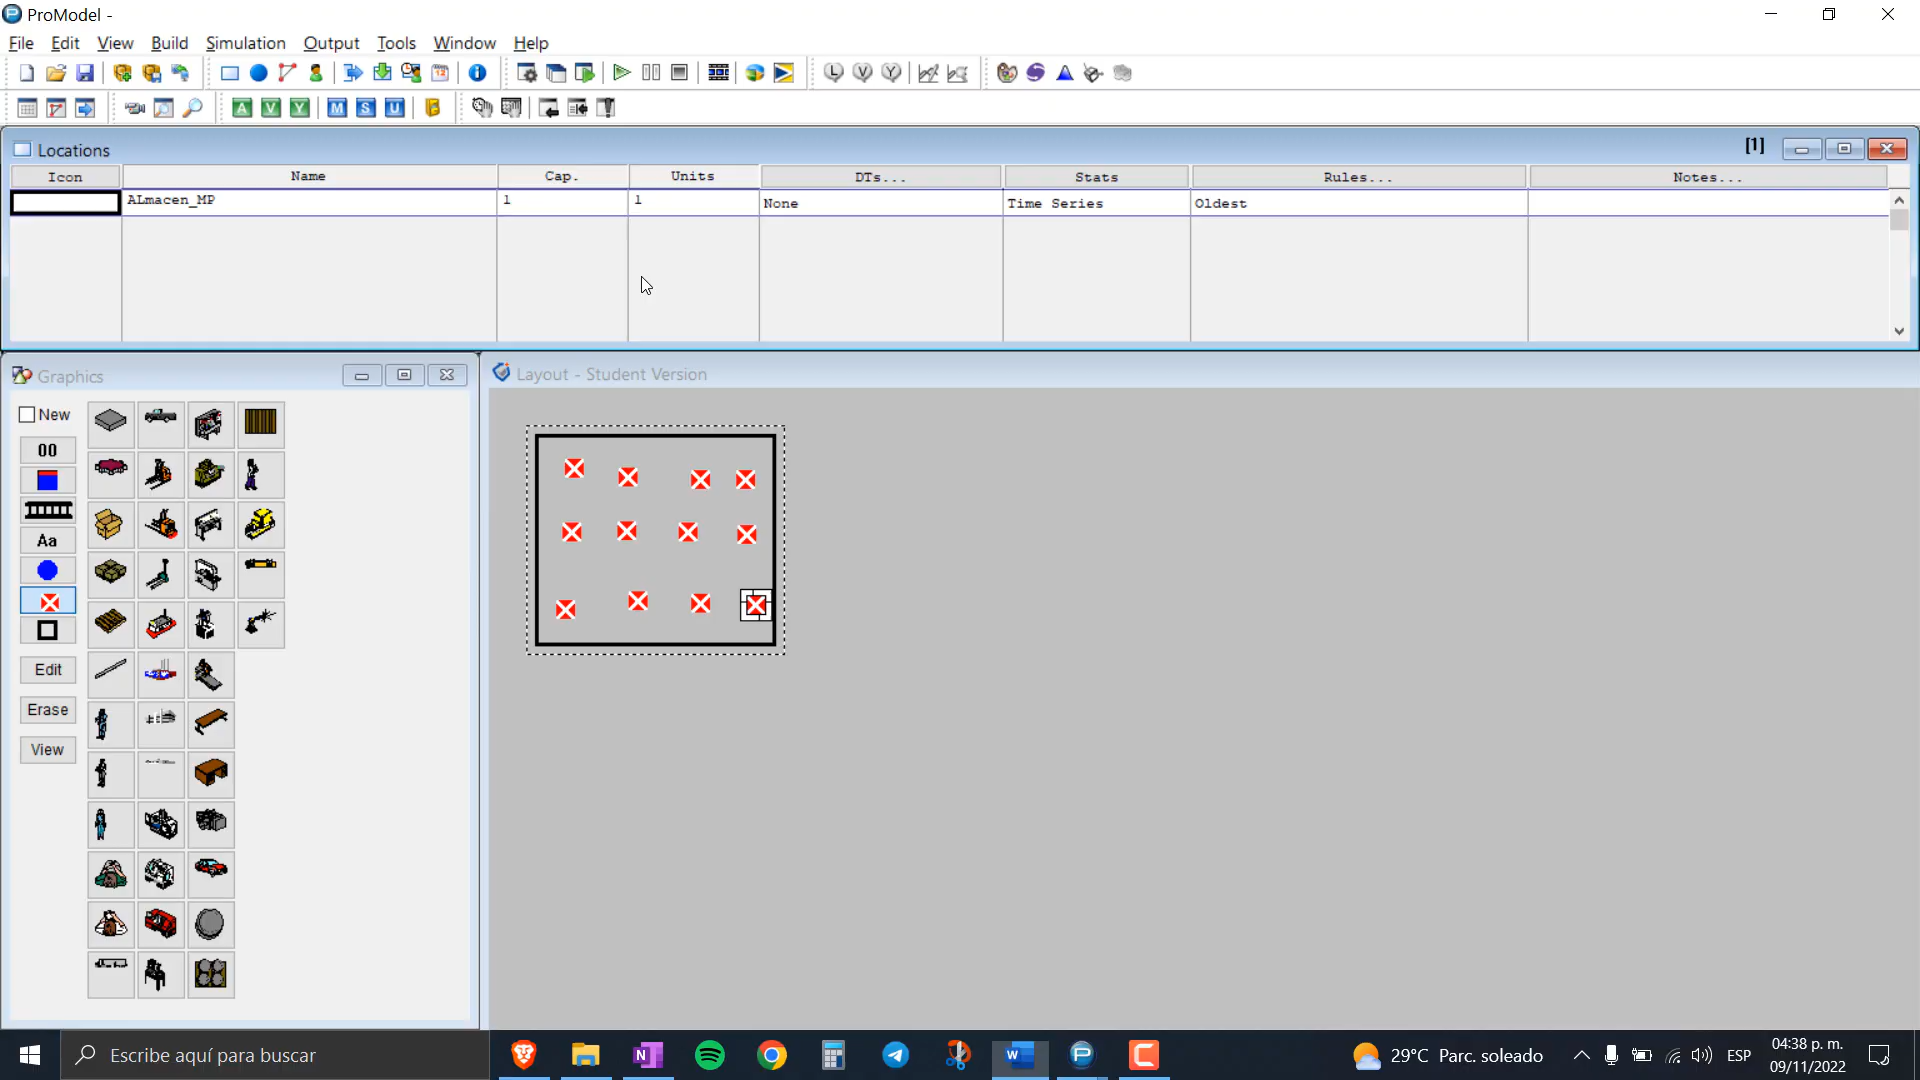 ProModel -
File Edit View Build Simulation Output Tools Window Help
Locations [1]
Icon Name Cap. Units DTs... Stats Rules... Notes...
ALmacen_MP 1 1 None Time Series Oldest
Graphics
Layout - Student Version
New
00
Aa
Edit
Erase
View
Escribe aquí para buscar
29°C Parc. soleado
ESP
04:38 p. m.
09/11/2022